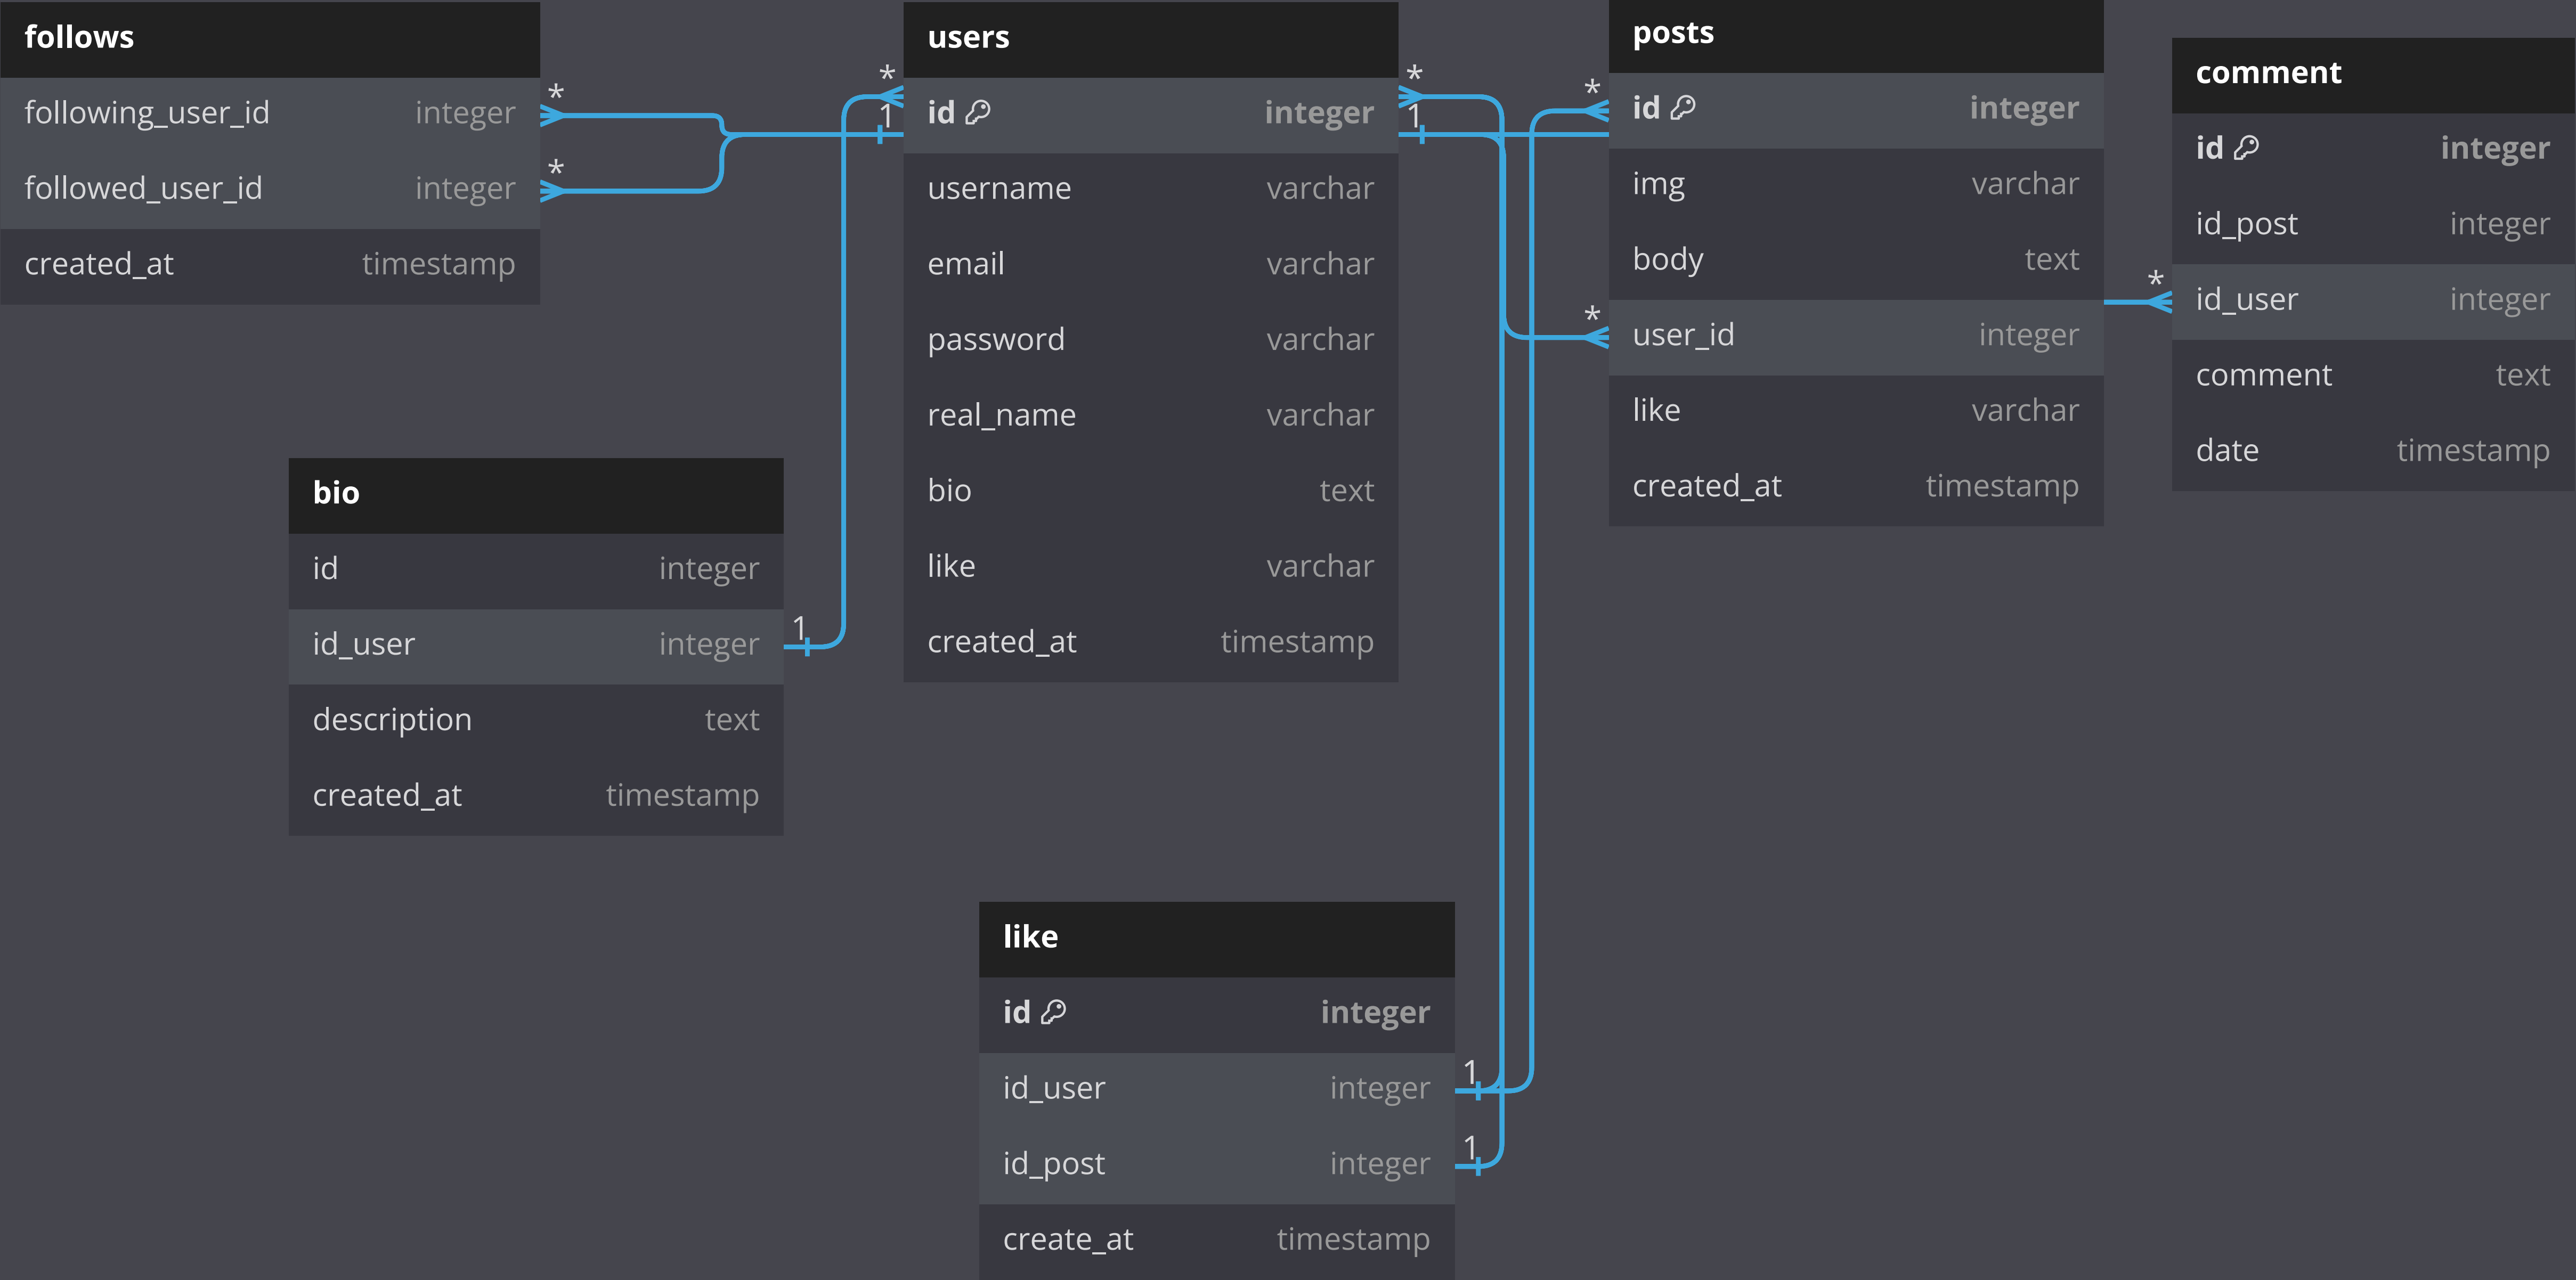 follows
following_user_id integer
followed_user_id integer
created_at timestamp
* * 
users
id integer
username varchar
email varchar
password varchar
real_name varchar
bio text
like varchar
created_at timestamp
* 1
* 1
posts
id integer
img varchar
body text
user_id integer
like varchar
created_at timestamp
* *
comment
id integer
id_post integer
id_user integer
comment text
date timestamp
*
bio
id integer
id_user integer
description text
created_at timestamp
1
like
id integer
id_user integer
id_post integer
create_at timestamp
1
1